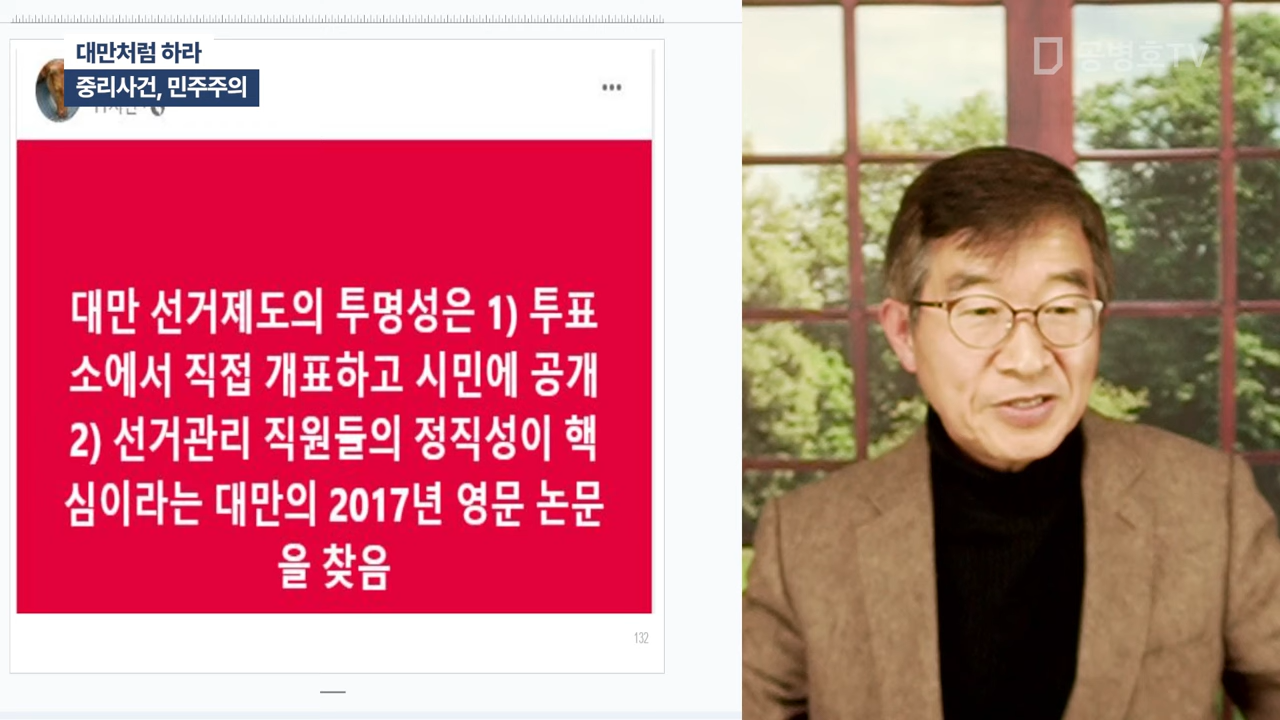 대만처럼 하라
중리사건, 민주주의
공병호TV
대만 선거제도의 투명성은 1) 투표
소에서 직접 개표하고 시민에 공개
2) 선거관리 직원들의 정직성이 핵
심이라는 대만의 2017년 영문 논문
을 찾음
132